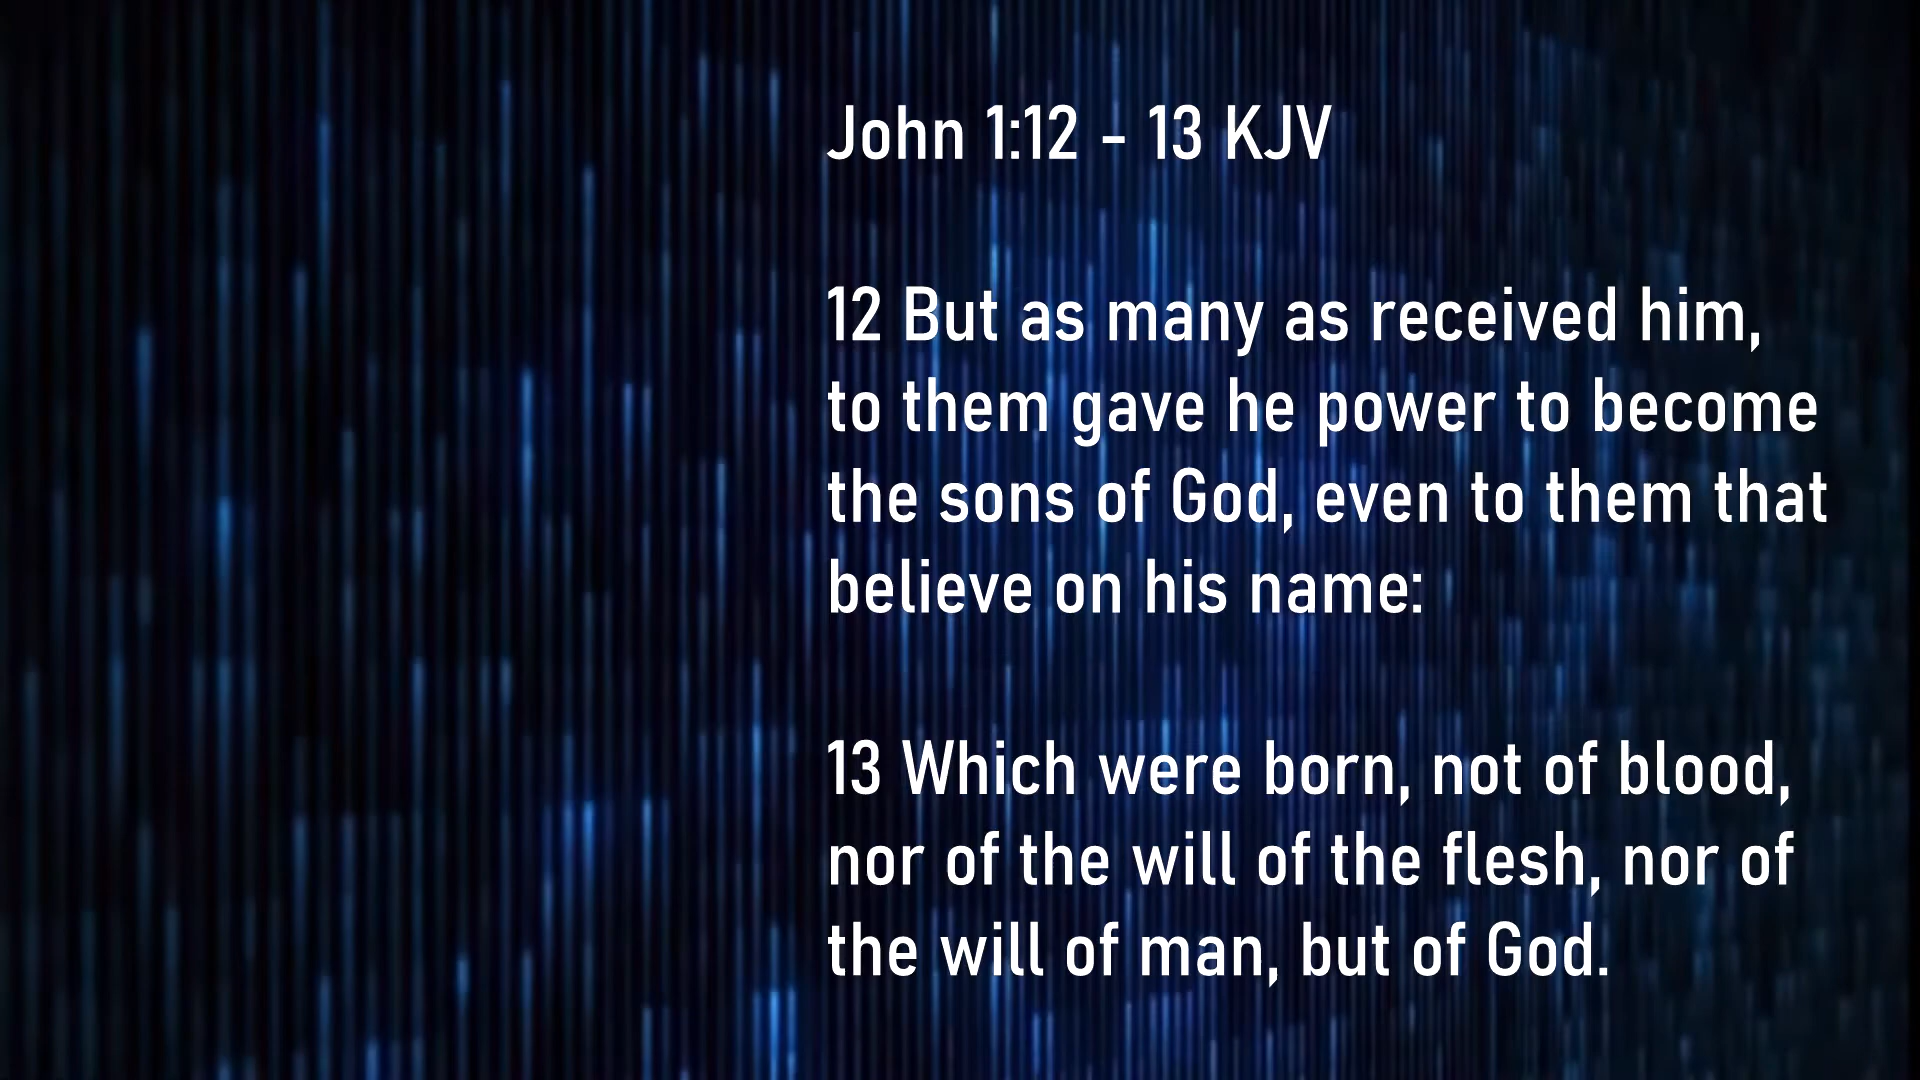 John 1:12 - 13 KJV
12 But as many as received him,
to them gave he power to become
the sons of God, even to them that
believe on his name:
13 Which were born, not of blood,
nor of the will of the flesh, nor of
the will of man, but of God.